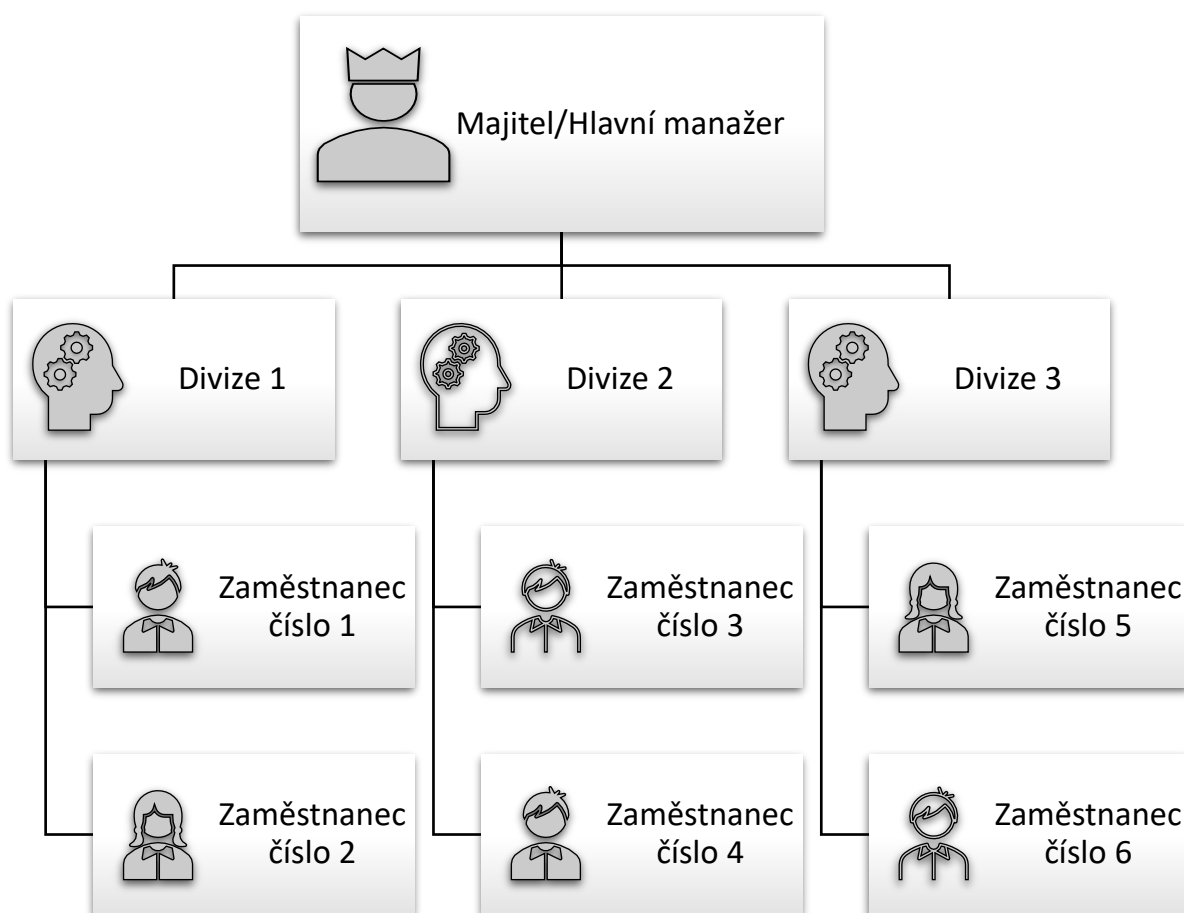 Majitel/Hlavní manažer
Divize 1
Divize 2
Divize 3
Zaměstnanec
číslo 1
Zaměstnanec
číslo 3
Zaměstnanec
číslo 5
Zaměstnanec
číslo 2
Zaměstnanec
číslo 4
Zaměstnanec
číslo 6